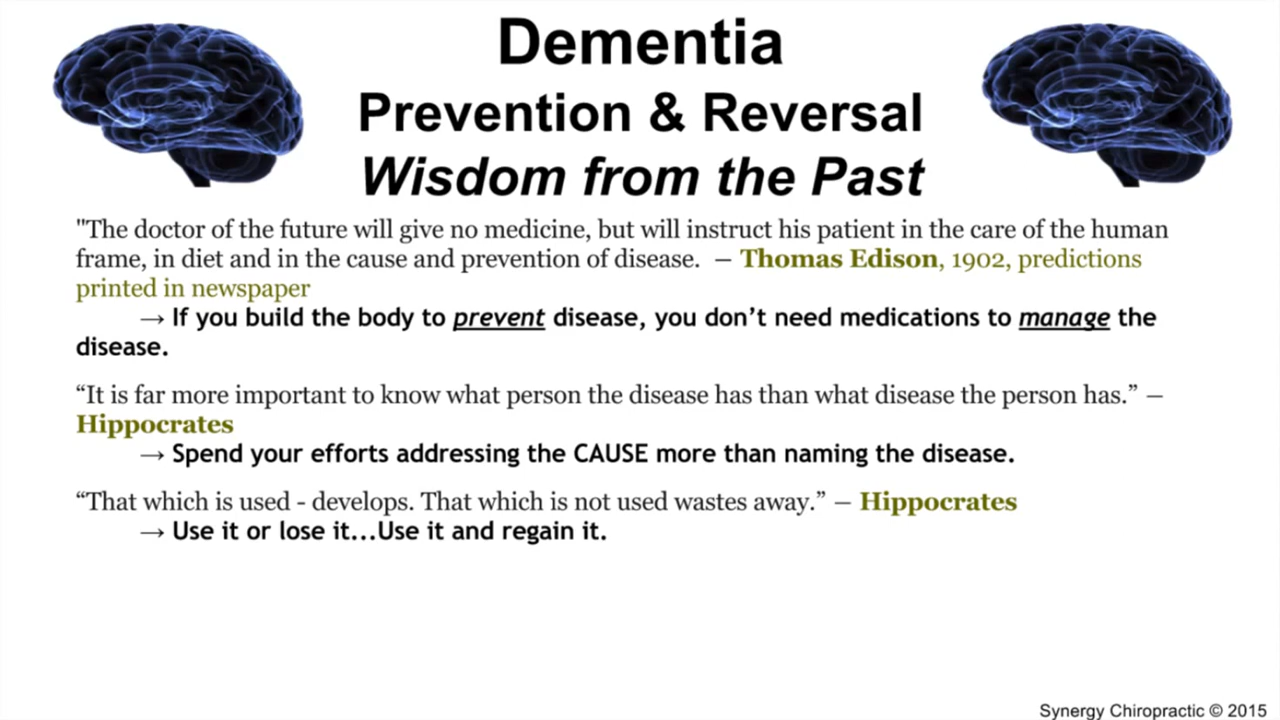 Dementia
Prevention & Reversal
Wisdom from the Past
"The doctor of the future will give no medicine, but will instruct his patient in the care of the human
frame, in diet and in the cause and prevention of disease.  — Thomas Edison, 1902, predictions
printed in newspaper
→ If you build the body to prevent disease, you don’t need medications to manage the
disease.
“It is far more important to know what person the disease has than what disease the person has.” —
Hippocrates
→ Spend your efforts addressing the CAUSE more than naming the disease.
“That which is used - develops. That which is not used wastes away.” — Hippocrates
→ Use it or lose it...Use it and regain it.
Synergy Chiropractic © 2015